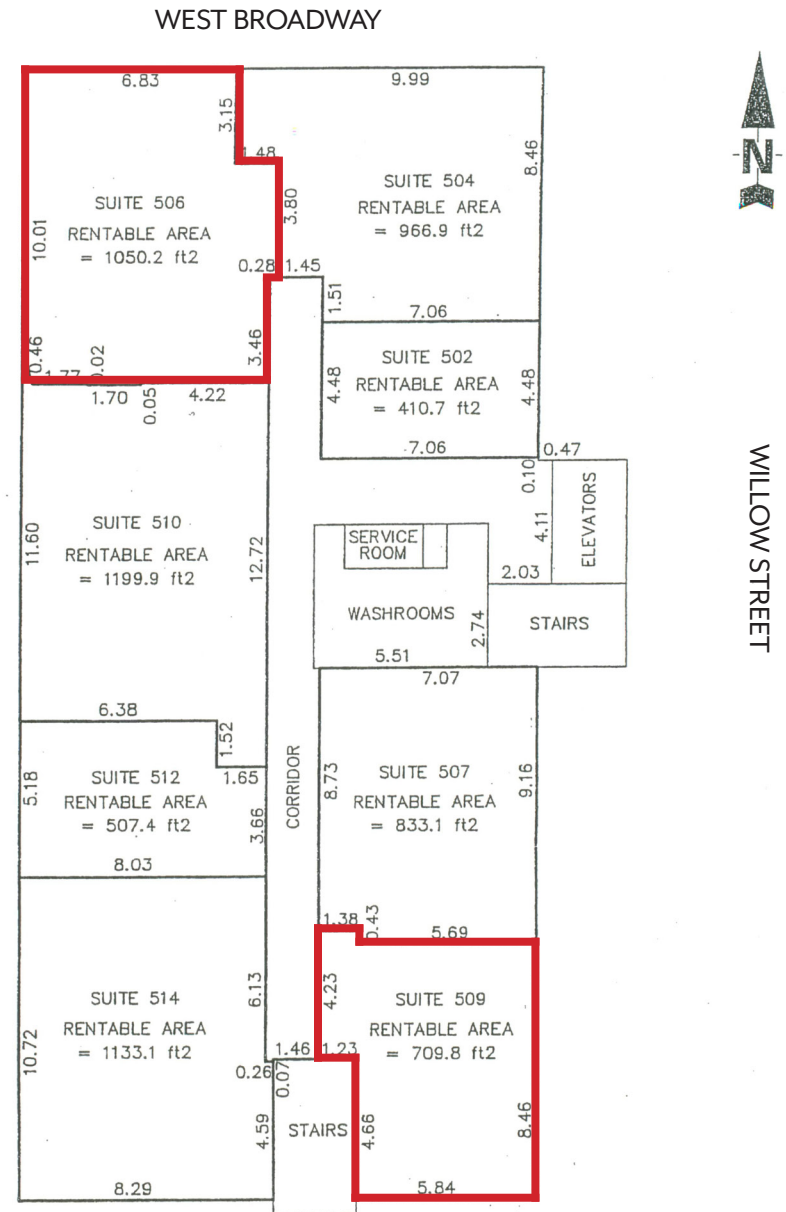 WEST BROADWAY
6.83
9.99
3.15
1.48
8.46
N
SUITE 504
RENTABLE AREA
= 966.9 ft2
SUITE 506
RENTABLE AREA
= 1050.2 ft2
10.01
3.80
0.28
1.45
1.51
7.06
0.46
1.77
0.02
3.46
SUITE 502
RENTABLE AREA
= 410.7 ft2
4.48
4.48
1.70
0.05
4.22
7.06
0.47
0.10
WILLOW STREET
SUITE 510
RENTABLE AREA
= 1199.9 ft2
11.60
12.72
SERVICE
ROOM
4.11
ELEVATORS
2.03
WASHROOMS
2.74
STAIRS
5.51
7.07
6.38
1.52
1.65
5.18
SUITE 512
RENTABLE AREA
= 507.4 ft2
3.66
CORRIDOR
8.73
SUITE 507
RENTABLE AREA
= 833.1 ft2
9.16
8.03
1.38
0.43
5.69
SUITE 514
RENTABLE AREA
= 1133.1 ft2
10.72
6.13
4.23
SUITE 509
RENTABLE AREA
= 709.8 ft2
1.46
1.23
0.26
0.07
4.59
STAIRS
4.66
8.46
8.29
5.84